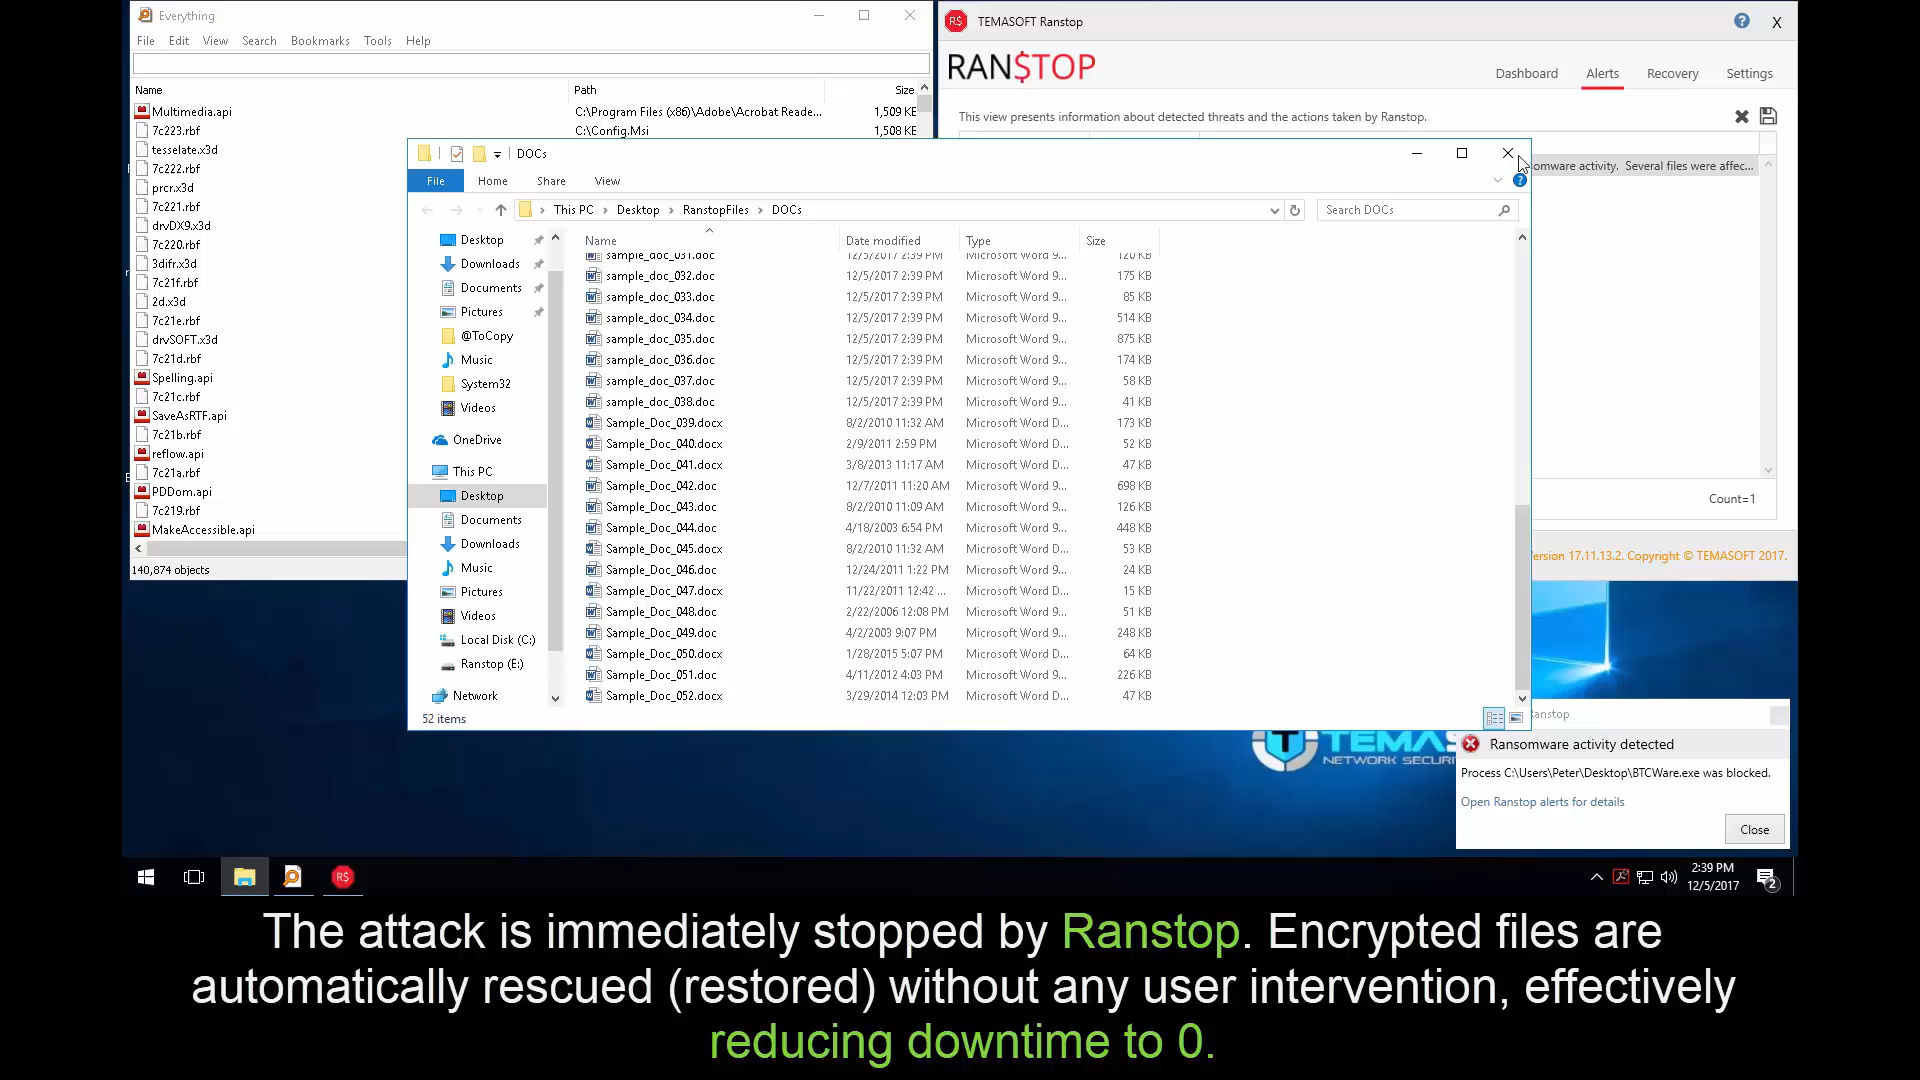 Everything
File Edit View Search Bookmarks Tools Help
Name Path Size
Multimedia.api C:\Program Files (x86)\Adobe\Acrobat Reade... 1,509 KE
7c223.rbf C:\Config.Msi 1,508 KE
tesselate.x3d
7c222.rbf
prcr.x3d
7c221.rbf
drvDX9.x3d
7c220.rbf
3difr.x3d
7c21f.rbf
2d.x3d
7c21e.rbf
drvSOFT.x3d
7c21d.rbf
Spelling.api
7c21c.rbf
SaveAsRTF.api
7c21b.rbf
reflow.api
7c21a.rbf
PDDom.api
7c219.rbf
MakeAccessible.api
140,874 objects
R$ TEMASOFT Ranstop ? X
RAN$TOP
Dashboard Alerts Recovery Settings
This view presents information about detected threats and the actions taken by Ranstop.
omware activity. Several files were affec...
Count=1
ersion 17.11.13.2. Copyright © TEMASOFT 2017.
DOCs
File Home Share View
This PC > Desktop > RanstopFiles > DOCs
Search DOCs
Desktop
Downloads
Documents
Pictures
@ToCopy
Music
System32
Videos
OneDrive
This PC
Desktop
Documents
Downloads
Music
Pictures
Videos
Local Disk (C:)
Ranstop (E:)
Network
Name Date modified Type Size
sample_doc_031.doc 12/5/2017 2:39 PM Microsoft Word 9... 120 KB
sample_doc_032.doc 12/5/2017 2:39 PM Microsoft Word 9... 175 KB
sample_doc_033.doc 12/5/2017 2:39 PM Microsoft Word 9... 85 KB
sample_doc_034.doc 12/5/2017 2:39 PM Microsoft Word 9... 514 KB
sample_doc_035.doc 12/5/2017 2:39 PM Microsoft Word 9... 875 KB
sample_doc_036.doc 12/5/2017 2:39 PM Microsoft Word 9... 174 KB
sample_doc_037.doc 12/5/2017 2:39 PM Microsoft Word 9... 58 KB
sample_doc_038.doc 12/5/2017 2:39 PM Microsoft Word 9... 41 KB
Sample_Doc_039.docx 8/2/2010 11:32 AM Microsoft Word D... 173 KB
Sample_Doc_040.docx 2/9/2011 2:59 PM Microsoft Word D... 52 KB
Sample_Doc_041.docx 3/8/2013 11:17 AM Microsoft Word D... 47 KB
Sample_Doc_042.doc 12/7/2011 11:20 AM Microsoft Word 9... 698 KB
Sample_Doc_043.doc 8/2/2010 11:09 AM Microsoft Word 9... 126 KB
Sample_Doc_044.doc 4/18/2003 6:54 PM Microsoft Word 9... 448 KB
Sample_Doc_045.docx 8/2/2010 11:32 AM Microsoft Word D... 53 KB
Sample_Doc_046.doc 12/24/2011 1:22 PM Microsoft Word 9... 24 KB
Sample_Doc_047.docx 11/22/2011 12:42 ... Microsoft Word D... 15 KB
Sample_Doc_048.doc 2/22/2006 12:08 PM Microsoft Word 9... 51 KB
Sample_Doc_049.doc 4/2/2003 9:07 PM Microsoft Word 9... 248 KB
Sample_Doc_050.docx 1/28/2015 5:07 PM Microsoft Word D... 64 KB
Sample_Doc_051.doc 4/11/2012 4:03 PM Microsoft Word 9... 226 KB
Sample_Doc_052.docx 3/29/2014 12:03 PM Microsoft Word D... 47 KB
52 items
TEMAS
NETWORK SECURI
Ranstop
Ransomware activity detected
Process C:\Users\Peter\Desktop\BTCWare.exe was blocked.
Open Ranstop alerts for details
Close
R$
2:39 PM
12/5/2017
2
The attack is immediately stopped by Ranstop. Encrypted files are
automatically rescued (restored) without any user intervention, effectively
reducing downtime to 0.